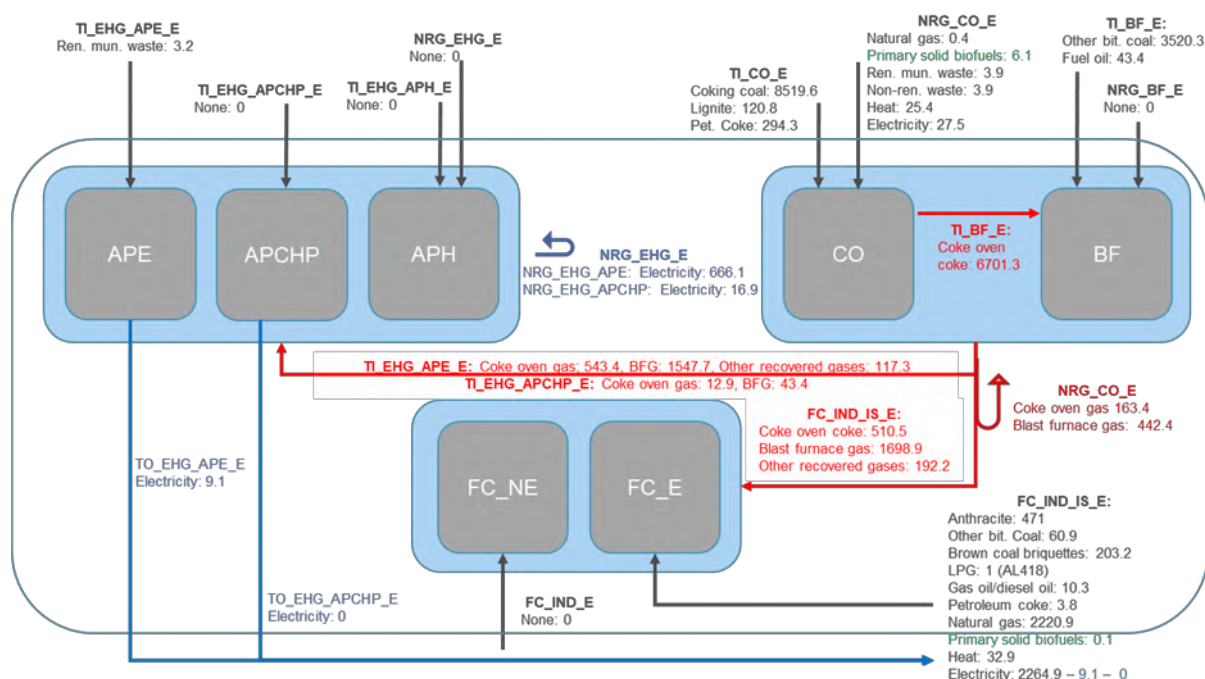 TI_EHG_APE_E
Ren. mun. waste: 3.2
NRG_EHG_E
None: 0
TI_EHG_APCHP_E
None: 0
TI_EHG_APH_E
None: 0
NRG_CO_E
Natural gas: 0.4
Primary solid biofuels: 6.1
Ren. mun. waste: 3.9
Non-ren. waste: 3.9
Heat: 25.4
Electricity: 27.5
TI_CO_E
Coking coal: 8519.6
Lignite: 120.8
Pet. Coke: 294.3
TI_BF_E:
Other bit. coal: 3520.3
Fuel oil: 43.4
NRG_BF_E
None: 0
APE
APCHP
APH
NRG_EHG_E
NRG_EHG_APE: Electricity: 666.1
NRG_EHG_APCHP: Electricity: 16.9
CO
TI_BF_E:
Coke oven
coke: 6701.3
BF
TI_EHG_APE_E: Coke oven gas; 543.4, BFG: 1547.7, Other recovered gases: 117.3
TI_EHG_APCHP_E: Coke oven gas: 12.9, BFG: 43.4
NRG_CO_E
Coke oven gas 163.4
Blast furnace gas: 442.4
FC_IND_IS_E:
Coke oven coke: 510.5
Blast furnace gas: 1698.9
Other recovered gases: 192.2
TO_EHG_APE_E
Electricity: 9.1
FC_NE
FC_E
TO_EHG_APCHP_E
Electricity: 0
FC_IND_E
None: 0
FC_IND_IS_E:
Anthracite: 471
Other bit. Coal: 60.9
Brown coal briquettes: 203.2
LPG: 1 (AL418)
Gas oil/diesel oil: 10.3
Petroleum coke: 3.8
Natural gas: 2220.9
Primary solid biofuels: 0.1
Heat: 32.9
Electricity: 2264.9 – 9.1 – 0